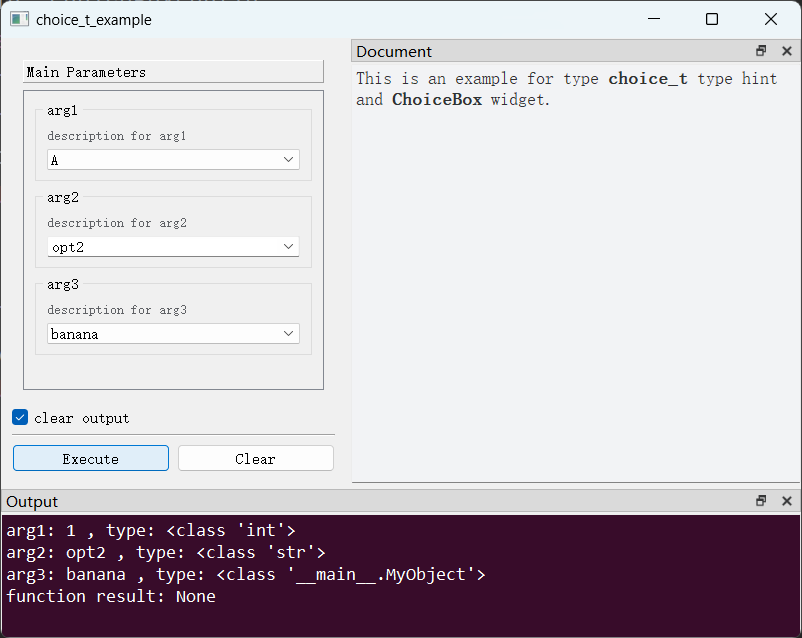 choice_t_example
Main Parameters
arg1
description for arg1
A
arg2
description for arg2
opt2
arg3
description for arg3
banana
clear output
Execute
Clear
Document
This is an example for type choice_t type hint
and ChoiceBox widget.
Output
arg1: 1 , type: <class 'int'>
arg2: opt2 , type: <class 'str'>
arg3: banana , type: <class '__main__.MyObject'>
function result: None